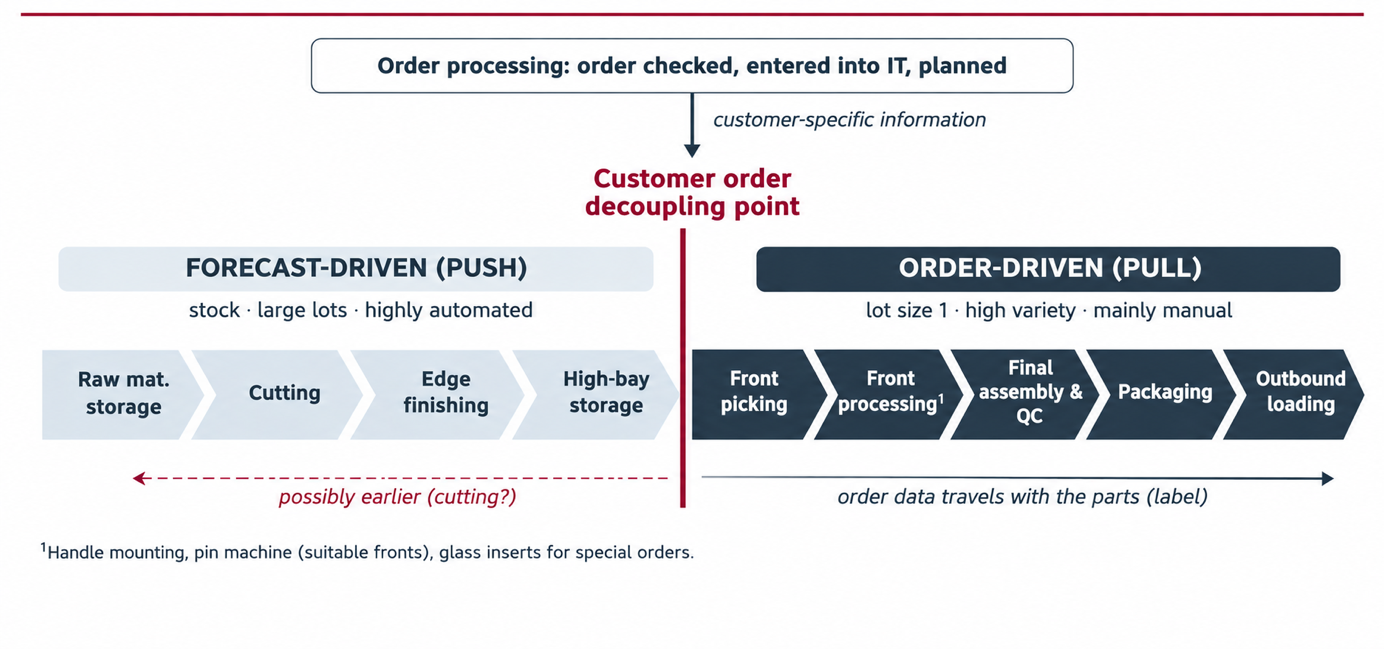 Order processing: order checked, entered into IT, planned
customer-specific information
Customer order
decoupling point
FORECAST-DRIVEN (PUSH)
stock · large lots · highly automated
ORDER-DRIVEN (PULL)
lot size 1 · high variety · mainly manual
Raw mat.
storage
Cutting
Edge
finishing
High-bay
storage
Front
picking
Front
processing¹
Final
assembly &
QC
Packaging
Outbound
loading
possibly earlier (cutting?)
order data travels with the parts (label)
¹Handle mounting, pin machine (suitable fronts), glass inserts for special orders.